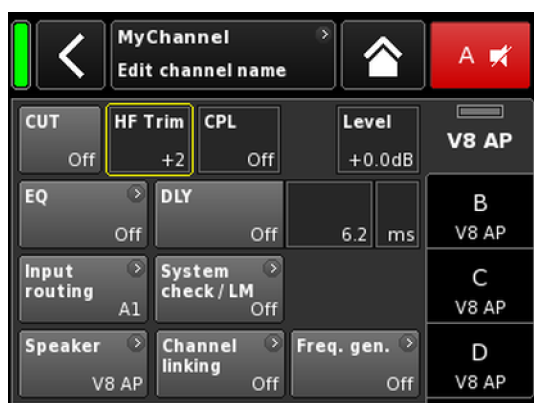 MyChannel
Edit channel name
A
CUT
Off
HF Trim
+2
CPL
Off
Level
+0.0dB
V8 AP
EQ
Off
DLY
Off
6.2
ms
B
V8 AP
Input
routing
A1
System
check / LM
Off
C
V8 AP
Speaker
V8 AP
Channel
linking
Off
Freq. gen.
Off
D
V8 AP